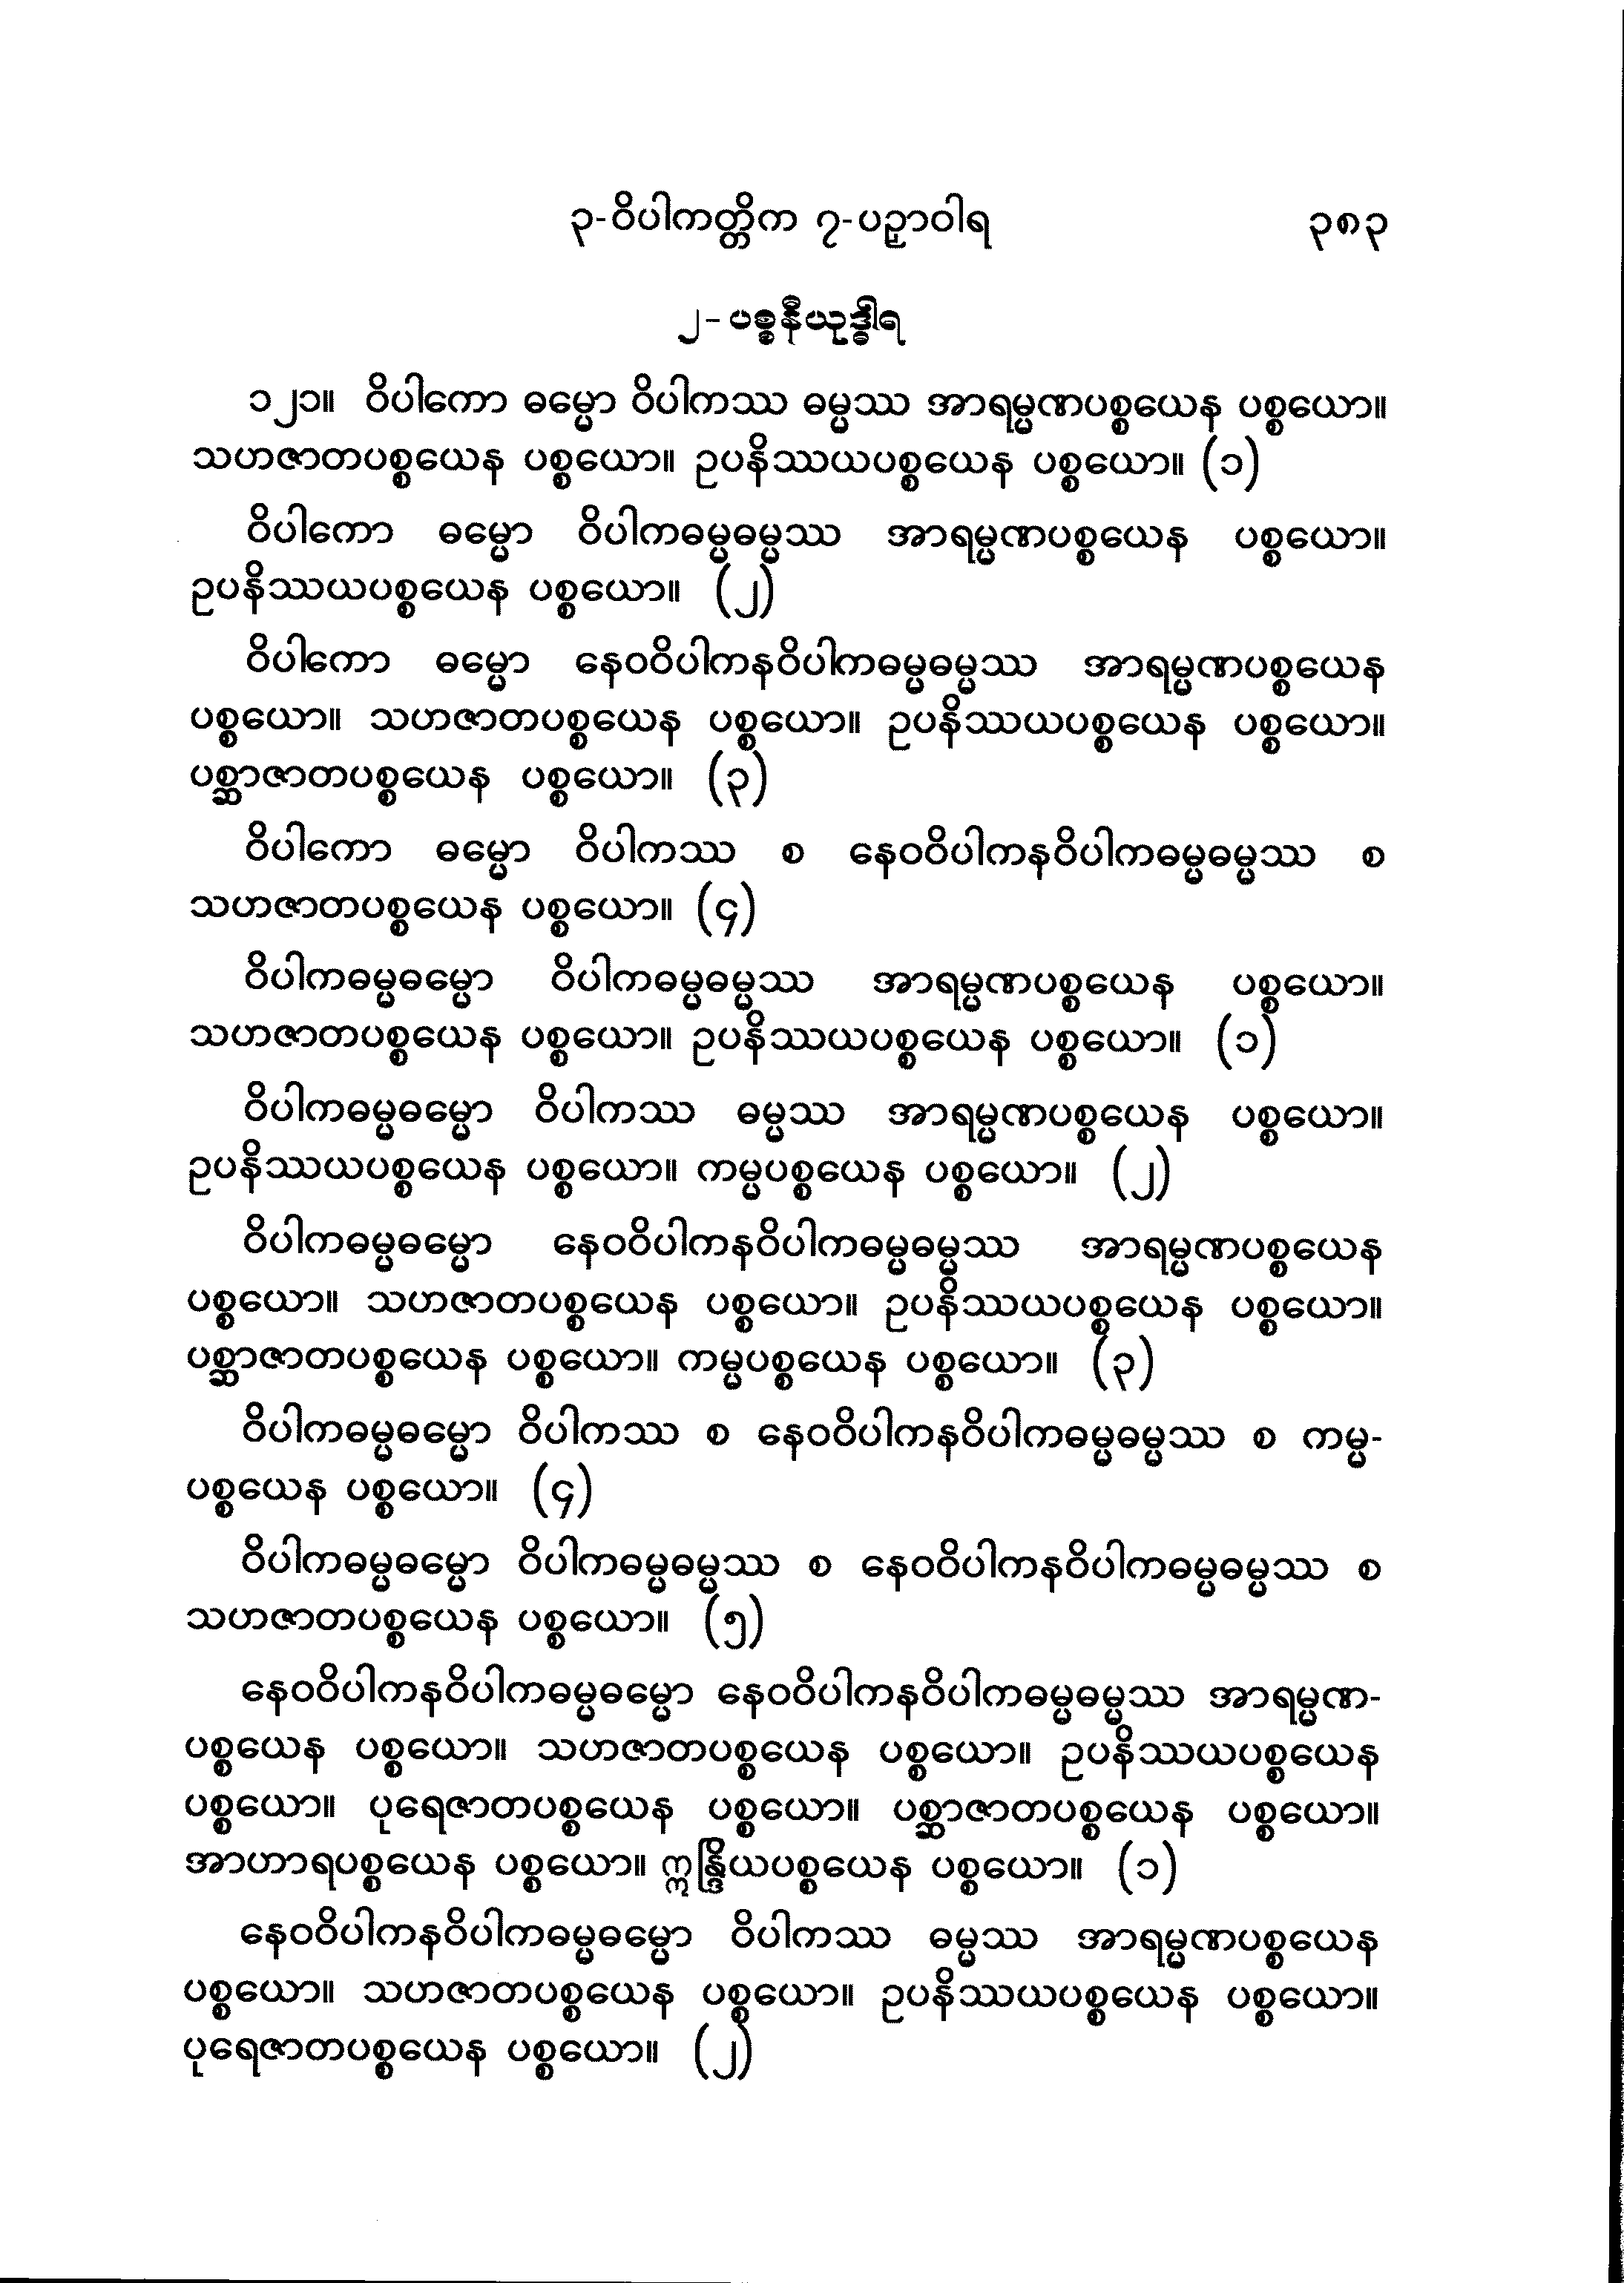 ၃-ဝိပါကတ္တိက ၇-ပဉှာဝါရ ၃၈၃
၂-ပစ္စနီယုဒ္ဓါရ
၁၂၁။ ဝိပါကော ဓမ္မော ဝိပါကဿ ဓမ္မဿ အာရမ္မဏပစ္စယေန ပစ္စယော။
သဟဇာတပစ္စယေန ပစ္စယော။ ဥပနိဿယပစ္စယေန ပစ္စယော။ (၁)
ဝိပါကော ဓမ္မော ဝိပါကဓမ္မဓမ္မဿ အာရမ္မဏပစ္စယေန ပစ္စယော။
ဥပနိဿယပစ္စယေန ပစ္စယော။ (၂)
ဝိပါကော ဓမ္မော နေဝဝိပါကနဝိပါကဓမ္မဓမ္မဿ အာရမ္မဏပစ္စယေန
ပစ္စယော။ သဟဇာတပစ္စယေန ပစ္စယော။ ဥပနိဿယပစ္စယေန ပစ္စယော။
ပစ္ဆာဇာတပစ္စယေန ပစ္စယော။ (၃)
ဝိပါကော ဓမ္မော ဝိပါကဿ စ နေဝဝိပါကနဝိပါကဓမ္မဓမ္မဿ စ
သဟဇာတပစ္စယေန ပစ္စယော။ (၄)
ဝိပါကဓမ္မဓမ္မော ဝိပါကဓမ္မဓမ္မဿ အာရမ္မဏပစ္စယေန ပစ္စယော။
သဟဇာတပစ္စယေန ပစ္စယော။ ဥပနိဿယပစ္စယေန ပစ္စယော။ (၁)
ဝိပါကဓမ္မဓမ္မော ဝိပါကဿ ဓမ္မဿ အာရမ္မဏပစ္စယေန ပစ္စယော။
ဥပနိဿယပစ္စယေန ပစ္စယော။ ကမ္မပစ္စယေန ပစ္စယော။ (၂)
ဝိပါကဓမ္မဓမ္မော နေဝဝိပါကနဝိပါကဓမ္မဓမ္မဿ အာရမ္မဏပစ္စယေန
ပစ္စယော။ သဟဇာတပစ္စယေန ပစ္စယော။ ဥပနိဿယပစ္စယေန ပစ္စယော။
ပစ္ဆာဇာတပစ္စယေန ပစ္စယော။ ကမ္မပစ္စယေန ပစ္စယော။ (၃)
ဝိပါကဓမ္မဓမ္မော ဝိပါကဿ စ နေဝဝိပါကနဝိပါကဓမ္မဓမ္မဿ စ ကမ္မ-
ပစ္စယေန ပစ္စယော။ (၄)
ဝိပါကဓမ္မဓမ္မော ဝိပါကဓမ္မဓမ္မဿ စ နေဝဝိပါကနဝိပါကဓမ္မဓမ္မဿ စ
သဟဇာတပစ္စယေန ပစ္စယော။ (၅)
နေဝဝိပါကနဝိပါကဓမ္မဓမ္မော နေဝဝိပါကနဝိပါကဓမ္မဓမ္မဿ အာရမ္မဏ-
ပစ္စယေန ပစ္စယော။ သဟဇာတပစ္စယေန ပစ္စယော။ ဥပနိဿယပစ္စယေန
ပစ္စယော။ ပုရေဇာတပစ္စယေန ပစ္စယော။ ပစ္ဆာဇာတပစ္စယေန ပစ္စယော။
အာဟာရပစ္စယေန ပစ္စယော။ ဣန္ဒြိယပစ္စယေန ပစ္စယော။ (၁)
နေဝဝိပါကနဝိပါကဓမ္မဓမ္မော ဝိပါကဿ ဓမ္မဿ အာရမ္မဏပစ္စယေန
ပစ္စယော။ သဟဇာတပစ္စယေန ပစ္စယော။ ဥပနိဿယပစ္စယေန ပစ္စယော။
ပုရေဇာတပစ္စယေန ပစ္စယော။ (၂)